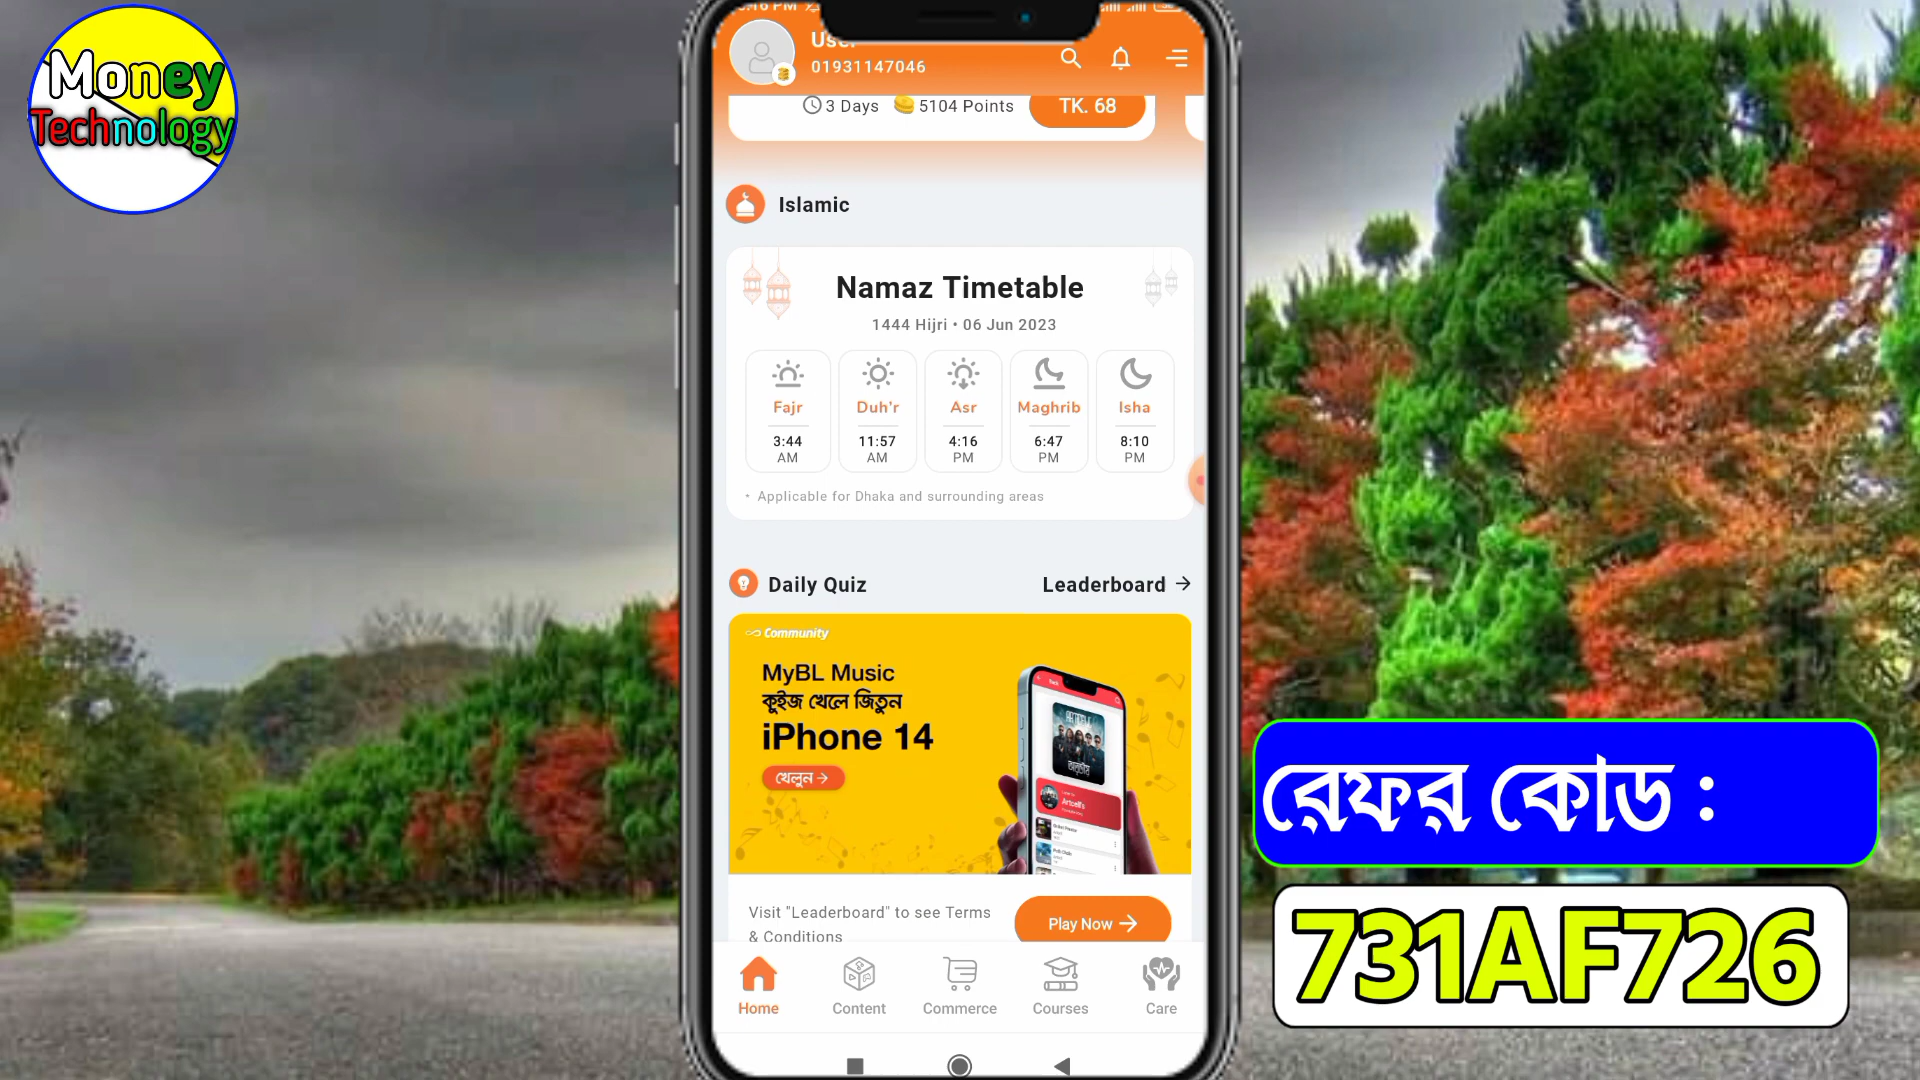 Money
Technology
01931147046
3 Days 5104 Points TK. 68
Islamic
Namaz Timetable
1444 Hijri • 06 Jun 2023
Fajr Duh'r Asr Maghrib Isha
3:44 11:57 4:16 6:47 8:10
AM AM PM PM PM
• Applicable for Dhaka and surrounding areas
Daily Quiz Leaderboard →
Community
MyBL Music
কুইজ খেলে জিতুন
iPhone 14
খেলুন →
Visit "Leaderboard" to see Terms
& Conditions
Play Now →
Home Content Commerce Courses Care
রেফর কোড :
731AF726